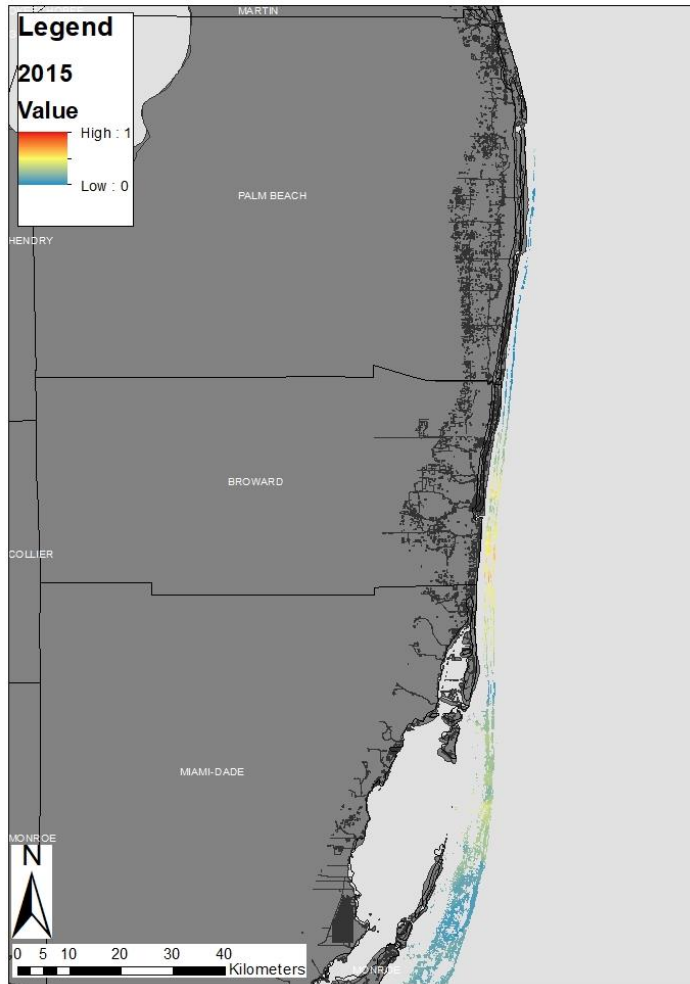 MARTIN
Legend
2015
Value
High : 1
Low : 0
PALM BEACH
HENDRY
BROWARD
COLLIER
MIAMI-DADE
MONROE
N
0 5 10 20 30 40
Kilometers
MONROE